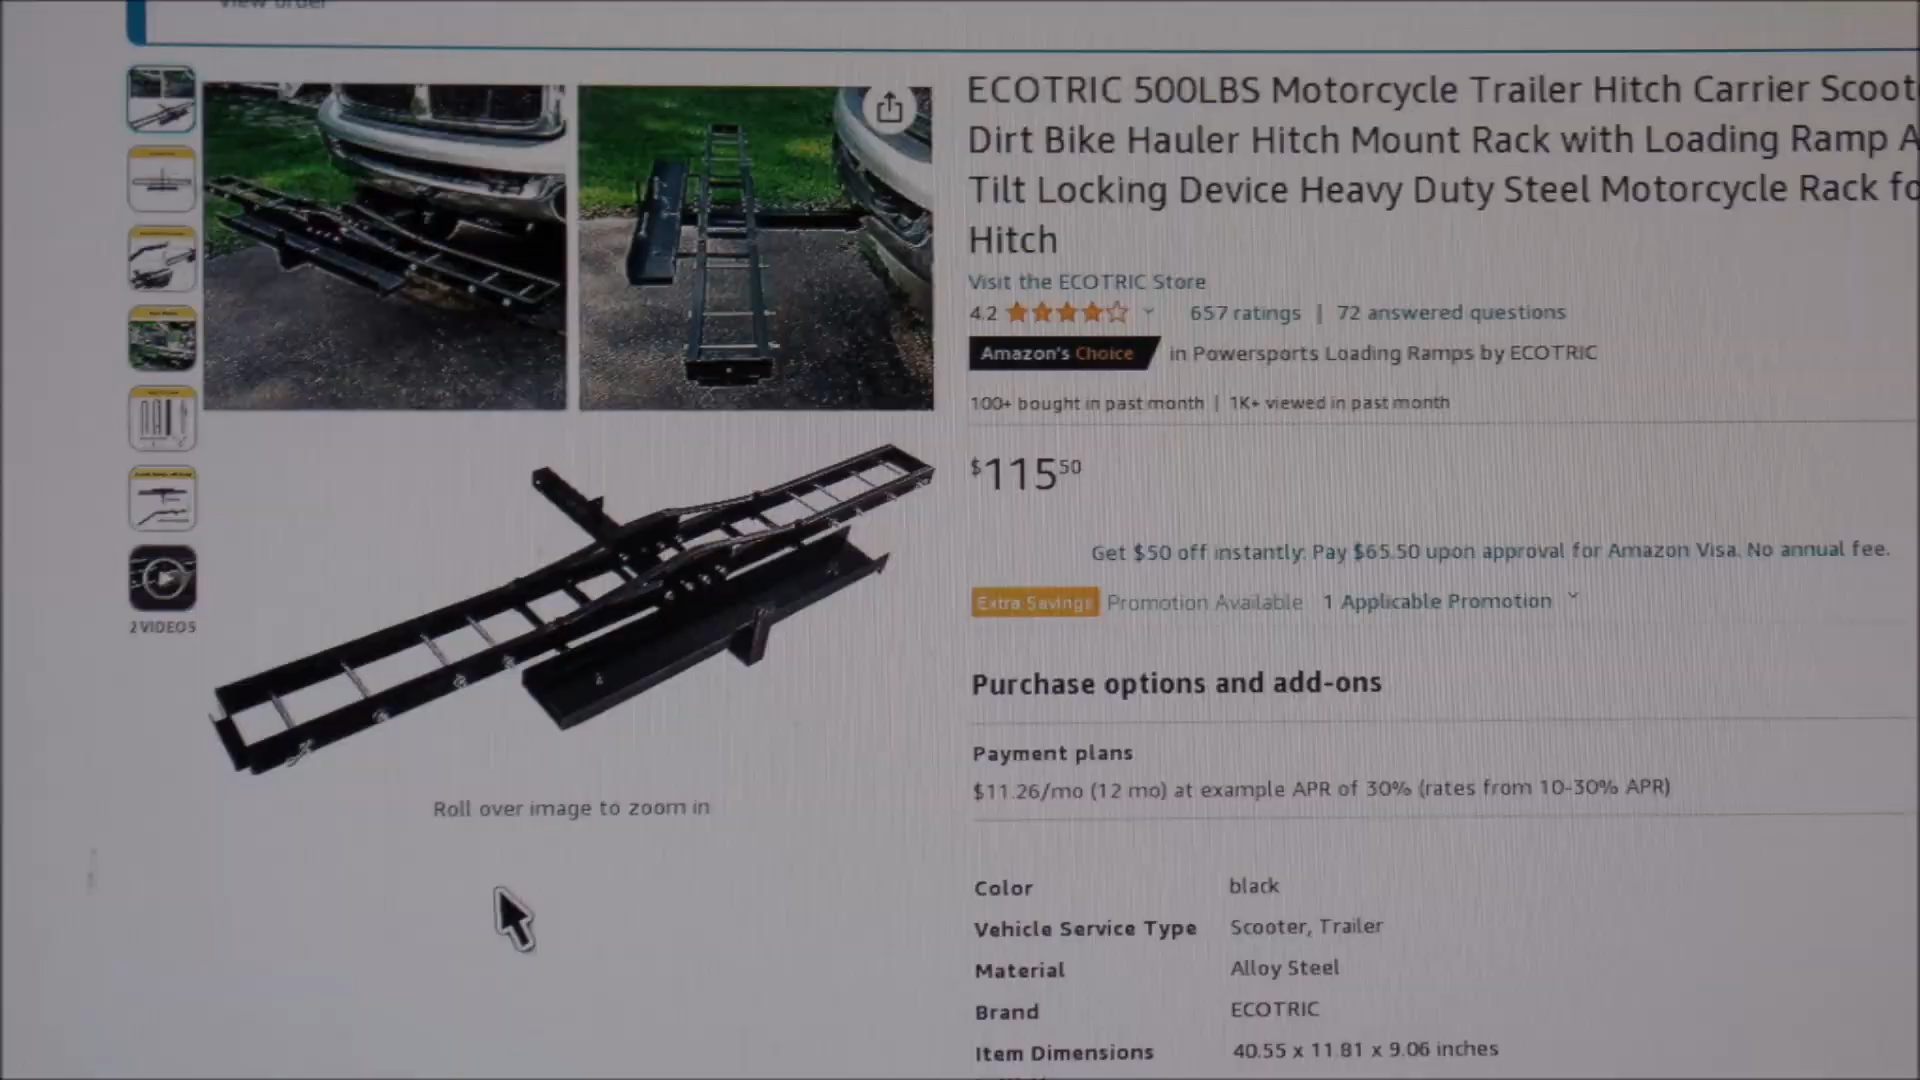 View order
ECOTRIC 500LBS Motorcycle Trailer Hitch Carrier Scoot
Dirt Bike Hauler Hitch Mount Rack with Loading Ramp A
Tilt Locking Device Heavy Duty Steel Motorcycle Rack fo
Hitch
Visit the ECOTRIC Store
4.2 657 ratings | 72 answered questions
Amazon's Choice in Powersports Loading Ramps by ECOTRIC
100+ bought in past month | 1K+ viewed in past month
$115.50
Get $50 off instantly: Pay $65.50 upon approval for Amazon Visa. No annual fee.
Extra Savings Promotion Available 1 Applicable Promotion
2 VIDEOS
Purchase options and add-ons
Payment plans
$11.26/mo (12 mo) at example APR of 30% (rates from 10-30% APR)
Roll over image to zoom in
Color black
Vehicle Service Type Scooter, Trailer
Material Alloy Steel
Brand ECOTRIC
Item Dimensions 40.55 x 11.81 x 9.06 inches